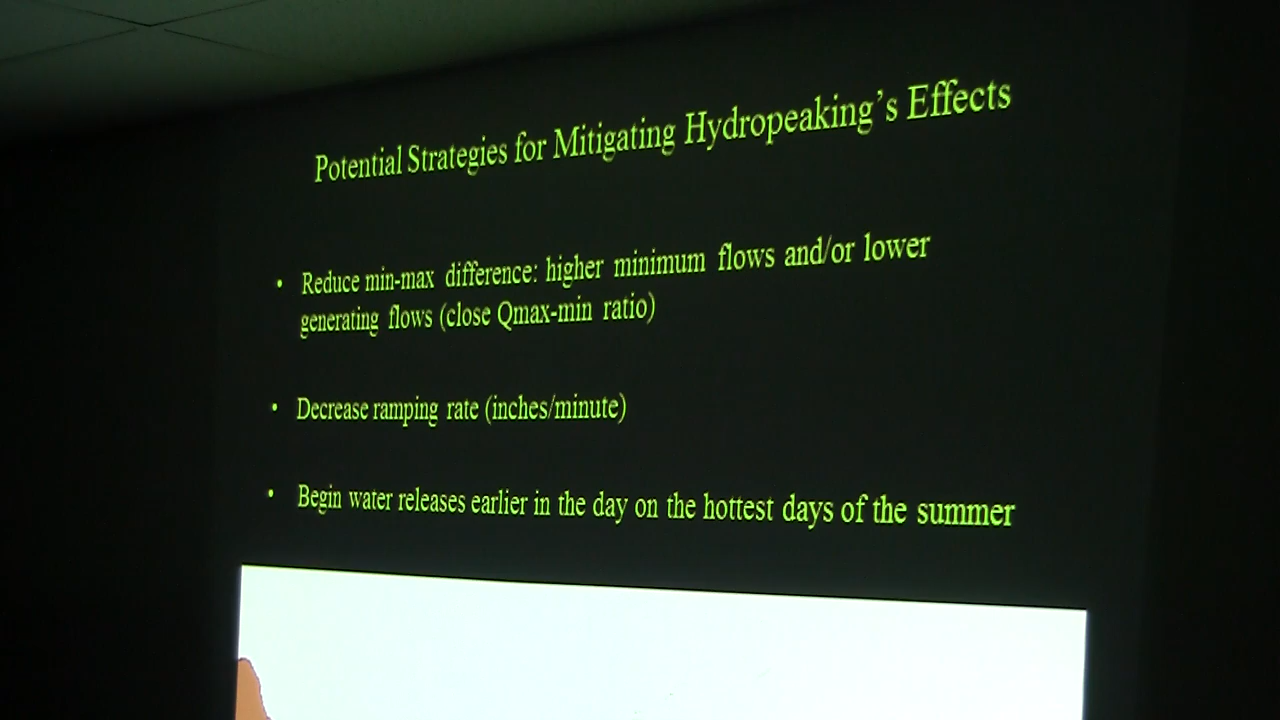 Potential Strategies for Mitigating Hydropeaking's Effects
• Reduce min-max difference: higher minimum flows and/or lower
generating flows (close Qmax-min ratio)
• Decrease ramping rate (inches/minute)
• Begin water releases earlier in the day on the hottest days of the summer